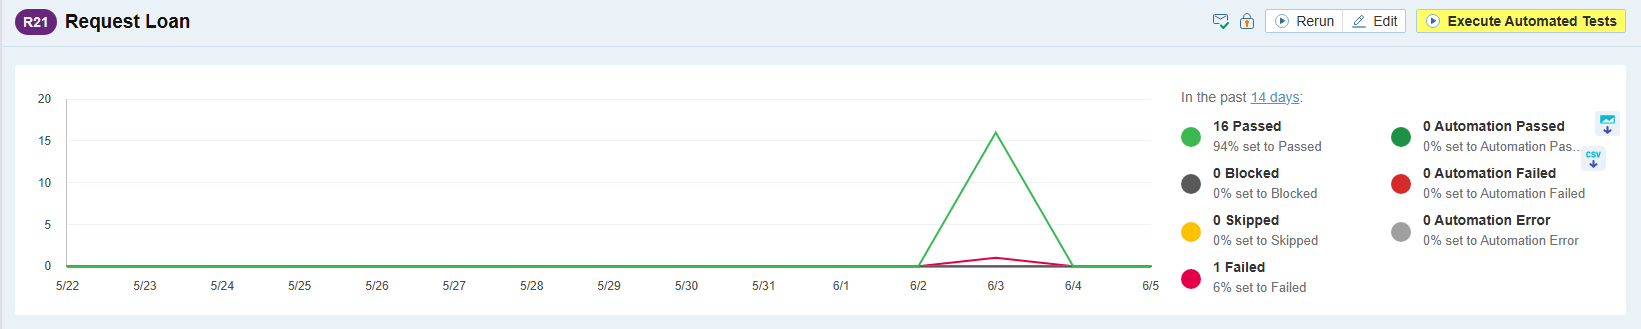 R21 Request Loan
Rerun
Edit
Execute Automated Tests
20
15
10
5
0
5/22 5/23 5/24 5/25 5/26 5/27 5/28 5/29 5/30 5/31 6/1 6/2 6/3 6/4 6/5
In the past 14 days:
16 Passed
94% set to Passed
0 Blocked
0% set to Blocked
0 Skipped
0% set to Skipped
1 Failed
6% set to Failed
0 Automation Passed
0% set to Automation Pas..
0 Automation Failed
0% set to Automation Failed
0 Automation Error
0% set to Automation Error
CSV